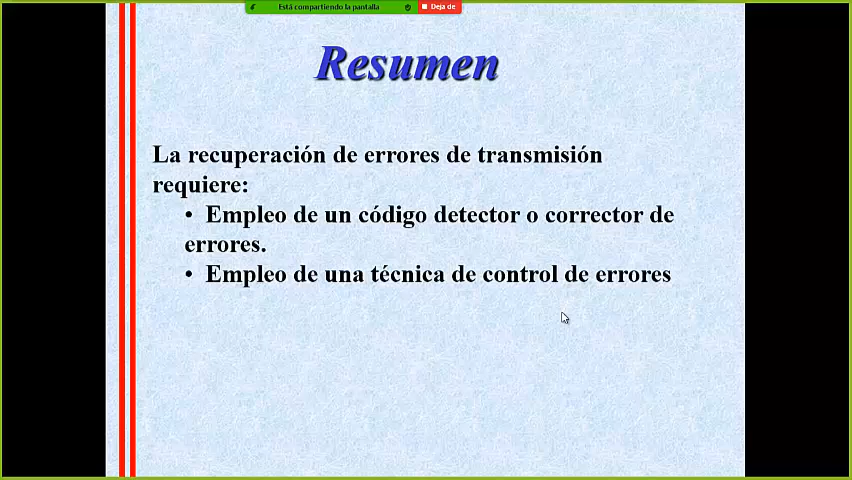 Está compartiendo la pantalla Deja de
Resumen
La recuperación de errores de transmisión
requiere:
• Empleo de un código detector o corrector de
errores.
• Empleo de una técnica de control de errores